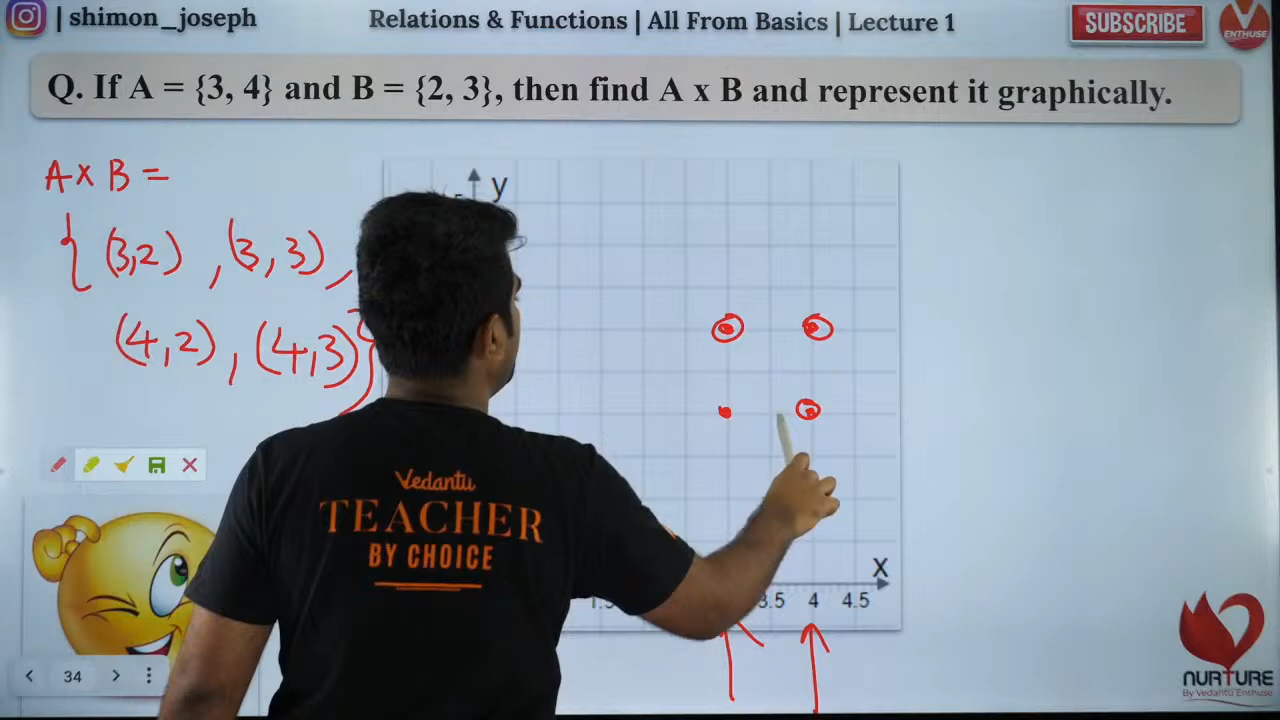 | shimon_joseph
Relations & Functions | All From Basics | Lecture 1
SUBSCRIBE
ENTHUSE
Q. If A = {3, 4} and B = {2, 3}, then find A x B and represent it graphically.
A x B =
{ (3,2) , (3, 3) ,
(4,2) , (4,3) }
y
x
3.5 4 4.5
Vedantu
TEACHER
BY CHOICE
34
NURTURE
By Vedantu Enthuse